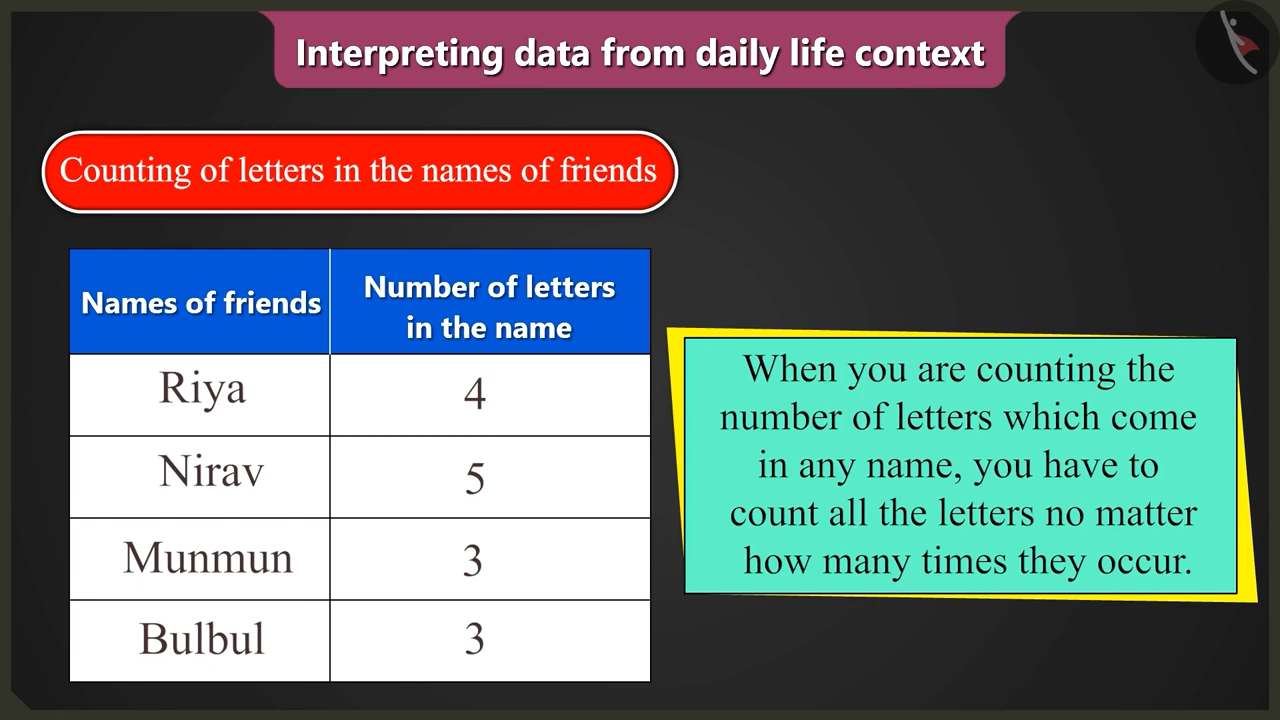 Interpreting data from daily life context
Counting of letters in the names of friends
Names of friends
Number of letters
in the name
Riya 4
Nirav 5
Munmun 3
Bulbul 3
When you are counting the
number of letters which come
in any name, you have to
count all the letters no matter
how many times they occur.